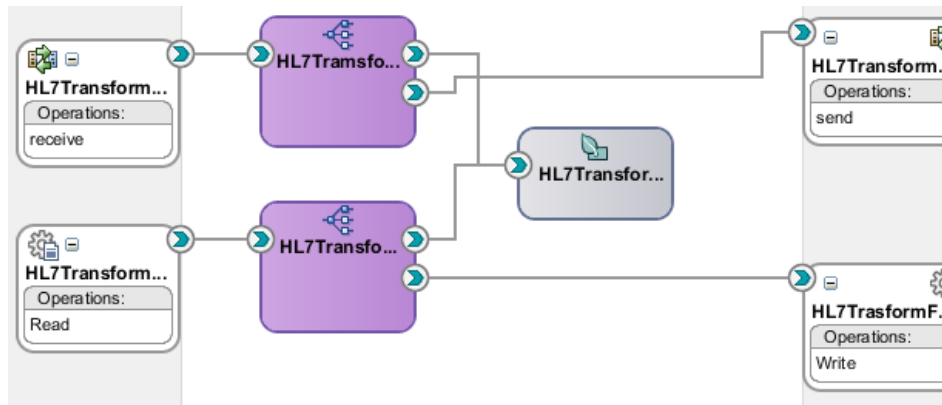 HL7Transform...
Operations:
receive
HL7Tramsfo...
HL7Transform.
Operations:
send
HL7Transfor...
HL7Transform...
Operations:
Read
HL7Transfo...
HL7TrasformF.
Operations:
Write